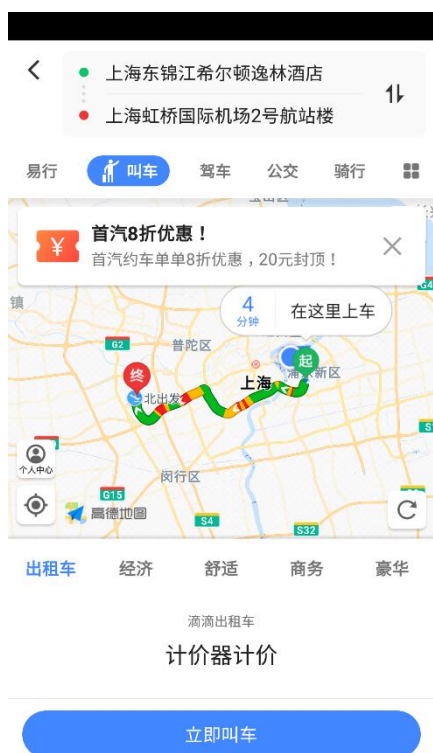 上海东锦江希尔顿逸林酒店
上海虹桥国际机场2号航站楼
易行
叫车
驾车
公交
骑行
首汽8折优惠！
首汽约车单单8折优惠，20元封顶！
G4
镇
4
分钟
在这里上车
G2
普陀区
终
起
上海
浦东新区
北出发
个人中心
闵行区
G15
高德地图
S4
S32
出租车
经济
舒适
商务
豪华
滴滴出租车
计价器计价
立即叫车